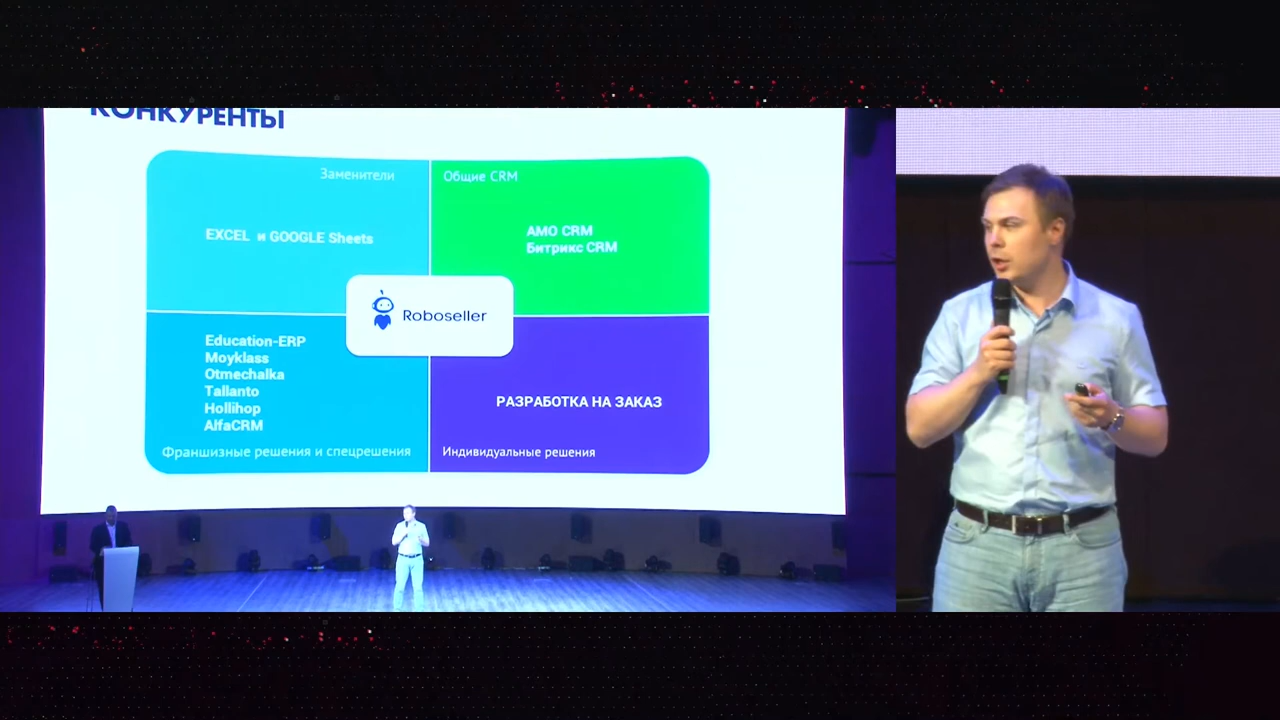 КОНКУРЕНТЫ
Заменители
EXCEL и GOOGLE Sheets
Общие CRM
AMO CRM
Битрикс CRM
Roboseller
Education-ERP
Moyklass
Otmechalka
Tallanto
Hollihop
AlfaCRM
Франшизные решения и спецрешения
РАЗРАБОТКА НА ЗАКАЗ
Индивидуальные решения